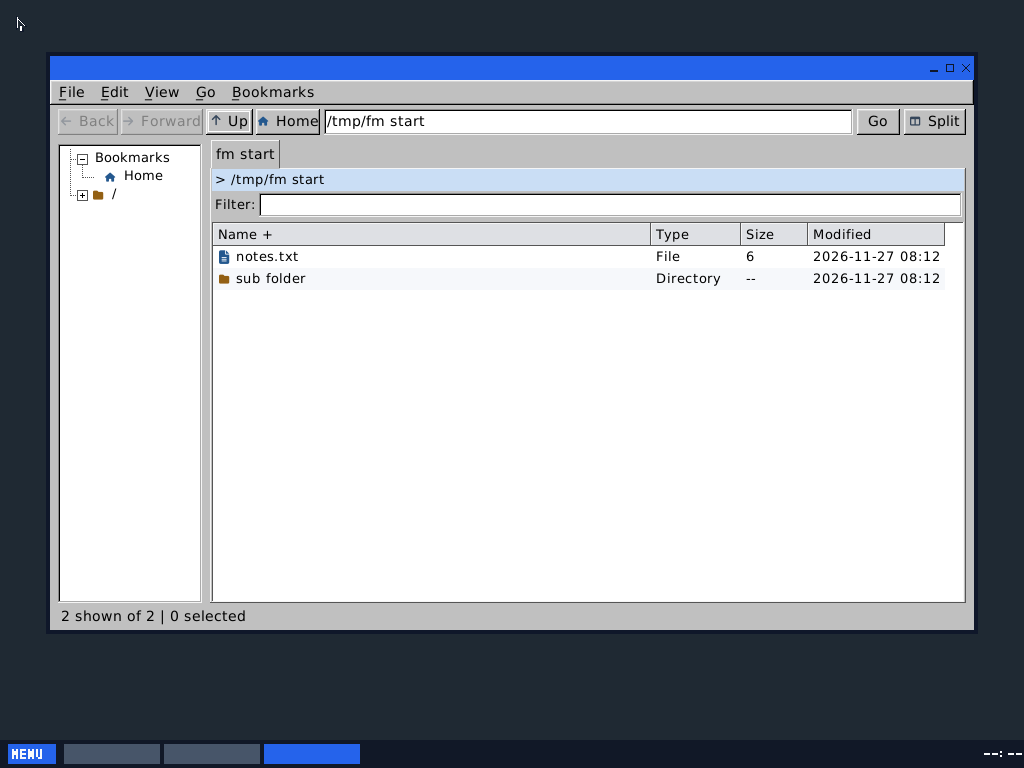 File Edit View Go Bookmarks
← Back → Forward ↑ Up Home /tmp/fm start Go Split
Bookmarks
Home
/
fm start
> /tmp/fm start
Filter:
Name + Type Size Modified
notes.txt File 6 2026-11-27 08:12
sub folder Directory -- 2026-11-27 08:12
2 shown of 2 | 0 selected
MENU --:--